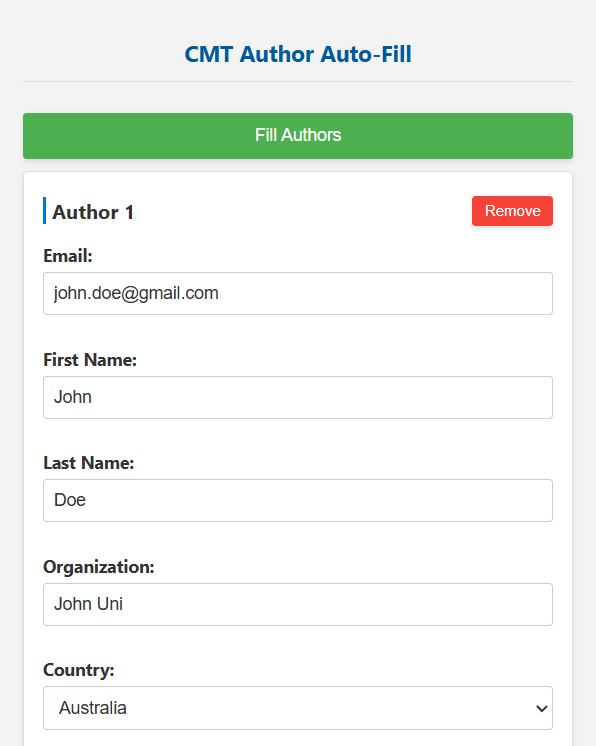 CMT Author Auto-Fill
Fill Authors
Author 1
Remove
Email:
john.doe@gmail.com
First Name:
John
Last Name:
Doe
Organization:
John Uni
Country:
Australia